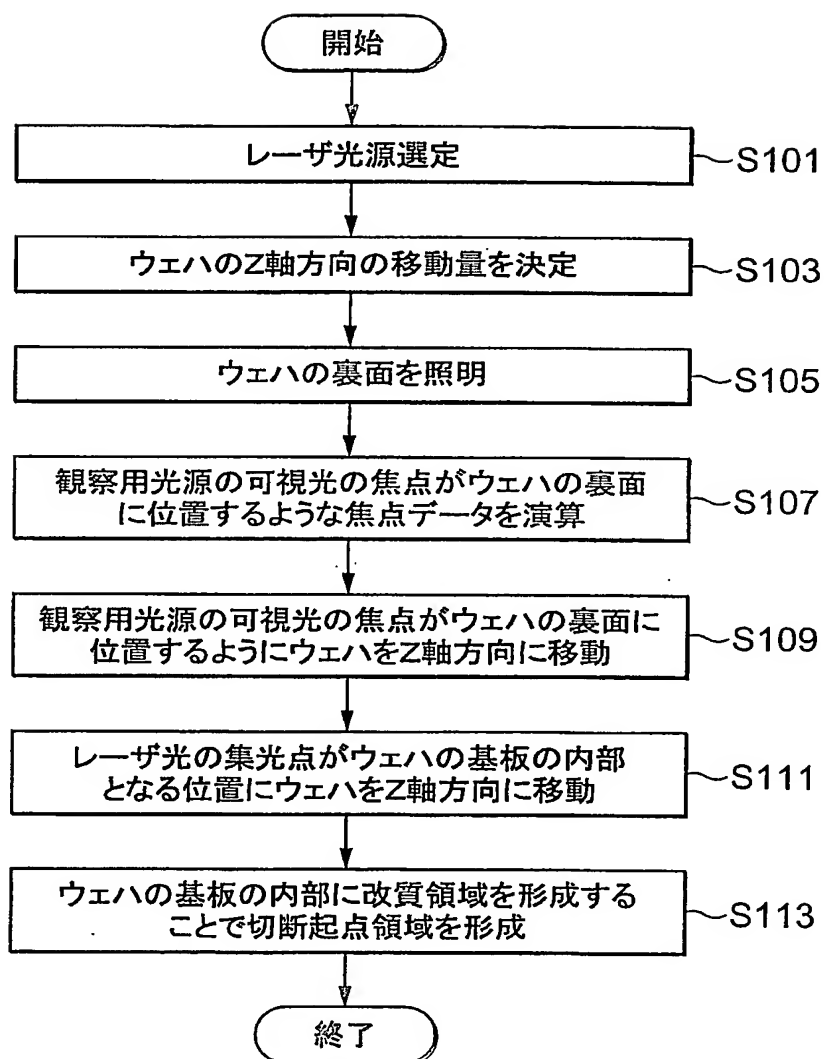 開始
レーザ光源選定
S101
ウェハのZ軸方向の移動量を決定
S103
ウェハの裏面を照明
S105
観察用光源の可視光の焦点がウェハの裏面
に位置するような焦点データを演算
S107
観察用光源の可視光の焦点がウェハの裏面に
位置するようにウェハをZ軸方向に移動
S109
レーザ光の集光点がウェハの基板の内部
となる位置にウェハをZ軸方向に移動
S111
ウェハの基板の内部に改質領域を形成する
ことで切断起点領域を形成
S113
終了